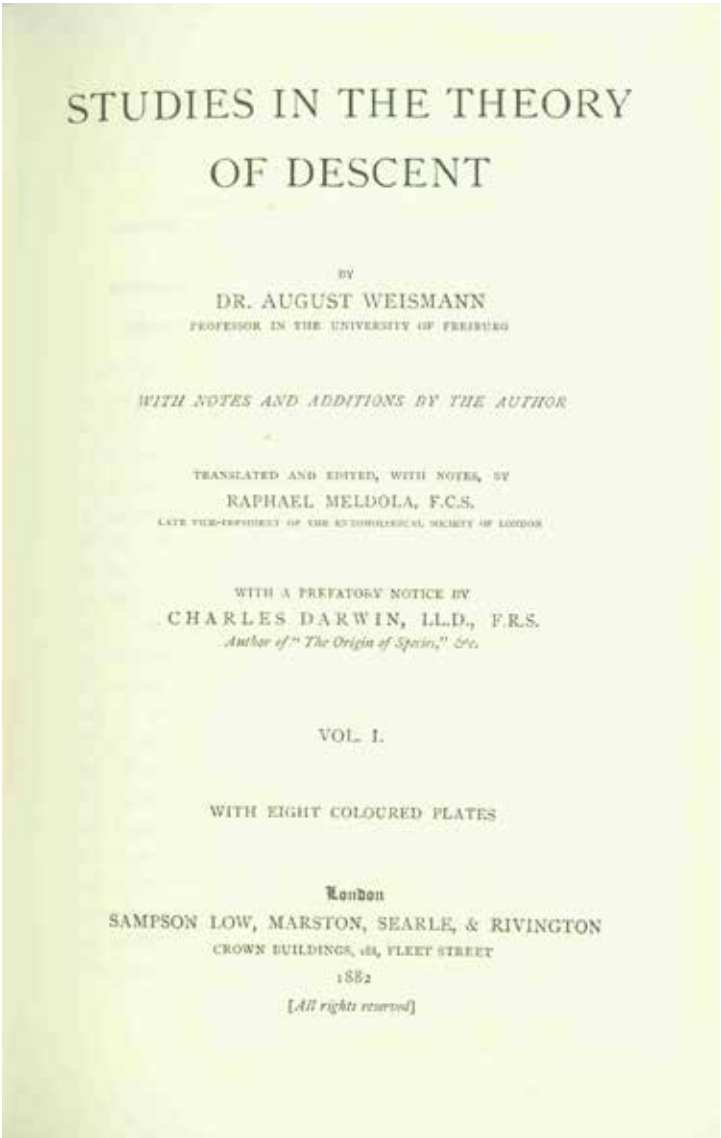 STUDIES IN THE THEORY
OF DESCENT
BY
DR. AUGUST WEISMANN
PROFESSOR IN THE UNIVERSITY OF FREIBURG
WITH NOTES AND ADDITIONS BY THE AUTHOR
TRANSLATED AND EDITED, WITH NOTES, BY
RAPHAEL MELDOLA, F.C.S.
LATE VICE-PRESIDENT OF THE ENTOMOLOGICAL SOCIETY OF LONDON
WITH A PREFATORY NOTICE BY
CHARLES DARWIN, LL.D., F.R.S.
Author of "The Origin of Species," &c.
VOL. I.
WITH EIGHT COLOURED PLATES
London
SAMPSON LOW, MARSTON, SEARLE, & RIVINGTON
CROWN BUILDINGS, 188, FLEET STREET
1882
[All rights reserved]